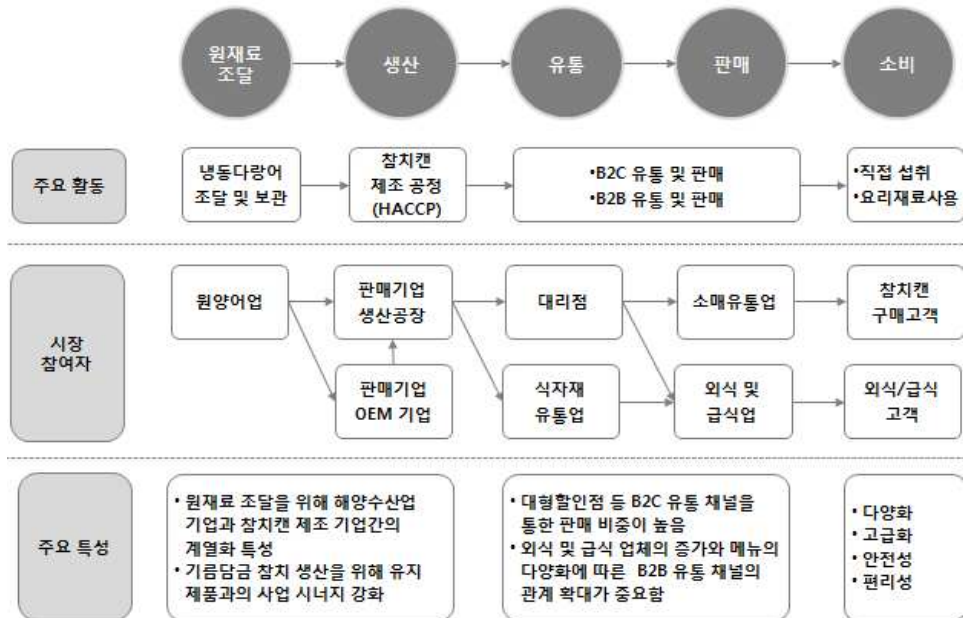 원재료
조달
생산
유통
판매
소비
주요 활동
냉동다랑어
조달 및 보관
참치캔
제조 공정
(HACCP)
•B2C 유통 및 판매
•B2B 유통 및 판매
•직접 섭취
•요리재료사용
시장
참여자
원양어업
판매기업
생산공장
대리점
소매유통업
참치캔
구매고객
판매기업
OEM 기업
식자재
유통업
외식 및
급식업
외식/급식
고객
주요 특성
• 원재료 조달을 위해 해양수산업
기업과 참치캔 제조 기업간의
계열화 특성
• 기름담금 참치 생산을 위해 유지
제품과의 사업 시너지 강화
• 대형할인점 등 B2C 유통 채널을
통한 판매 비중이 높음
• 외식 및 급식 업체의 증가와 메뉴의
다양화에 따른 B2B 유통 채널의
관계 확대가 중요함
• 다양화
• 고급화
• 안전성
• 편리성